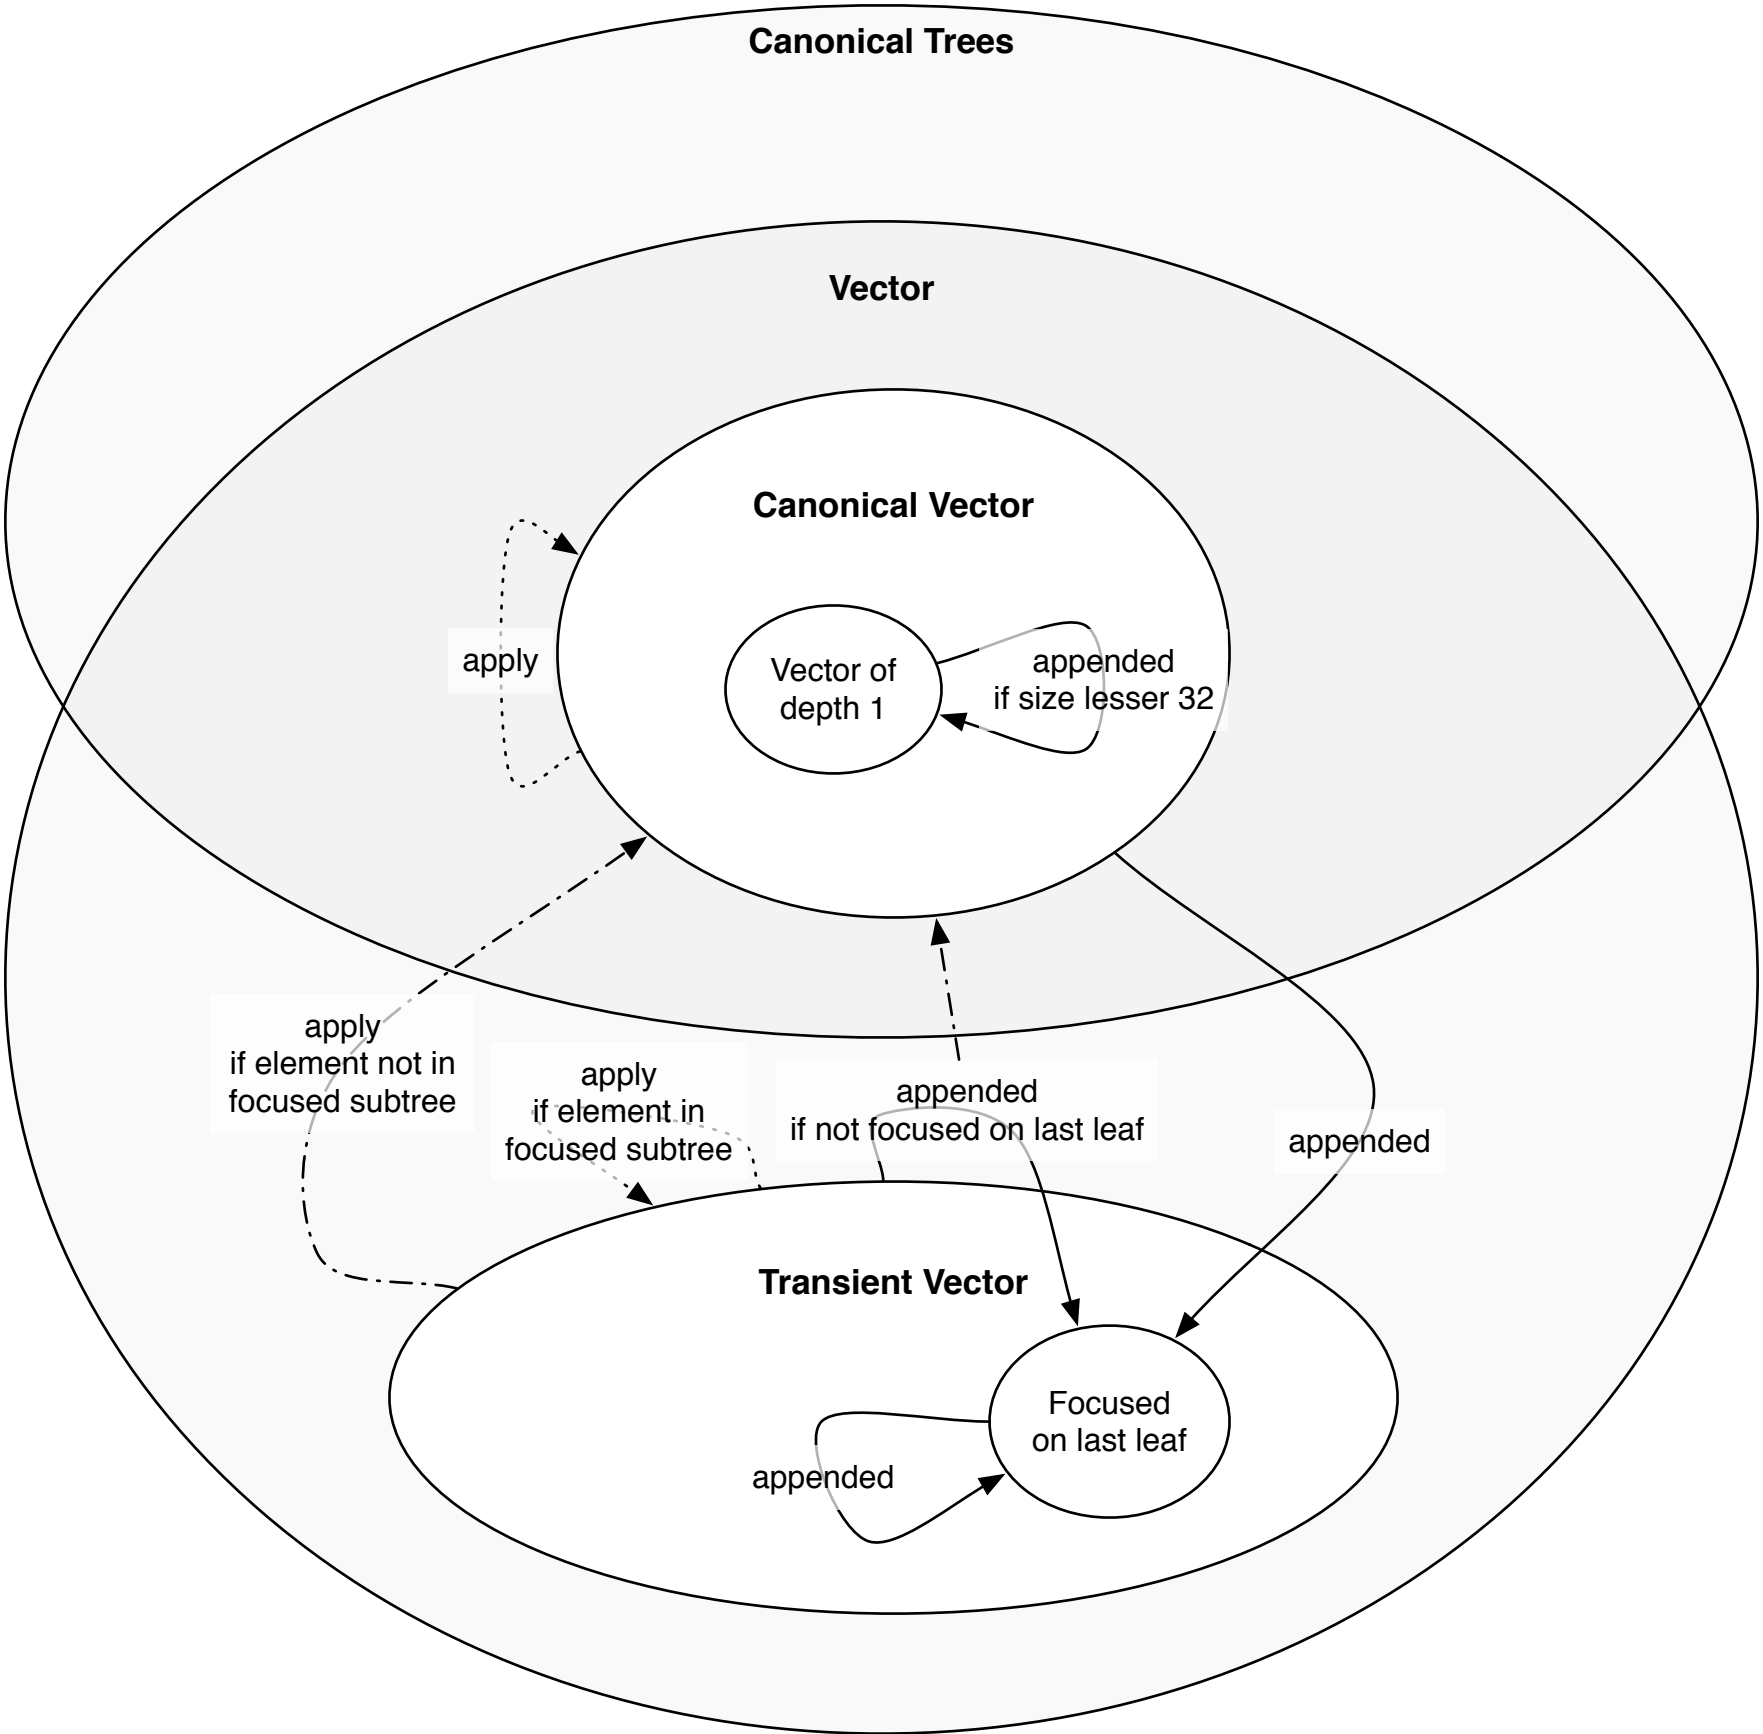 Canonical Trees
Vector
Canonical Vector
apply
Vector of
depth 1
appended
if size lesser 32
apply
if element not in
focused subtree
apply
if element in
focused subtree
appended
if not focused on last leaf
appended
Transient Vector
Focused
on last leaf
appended